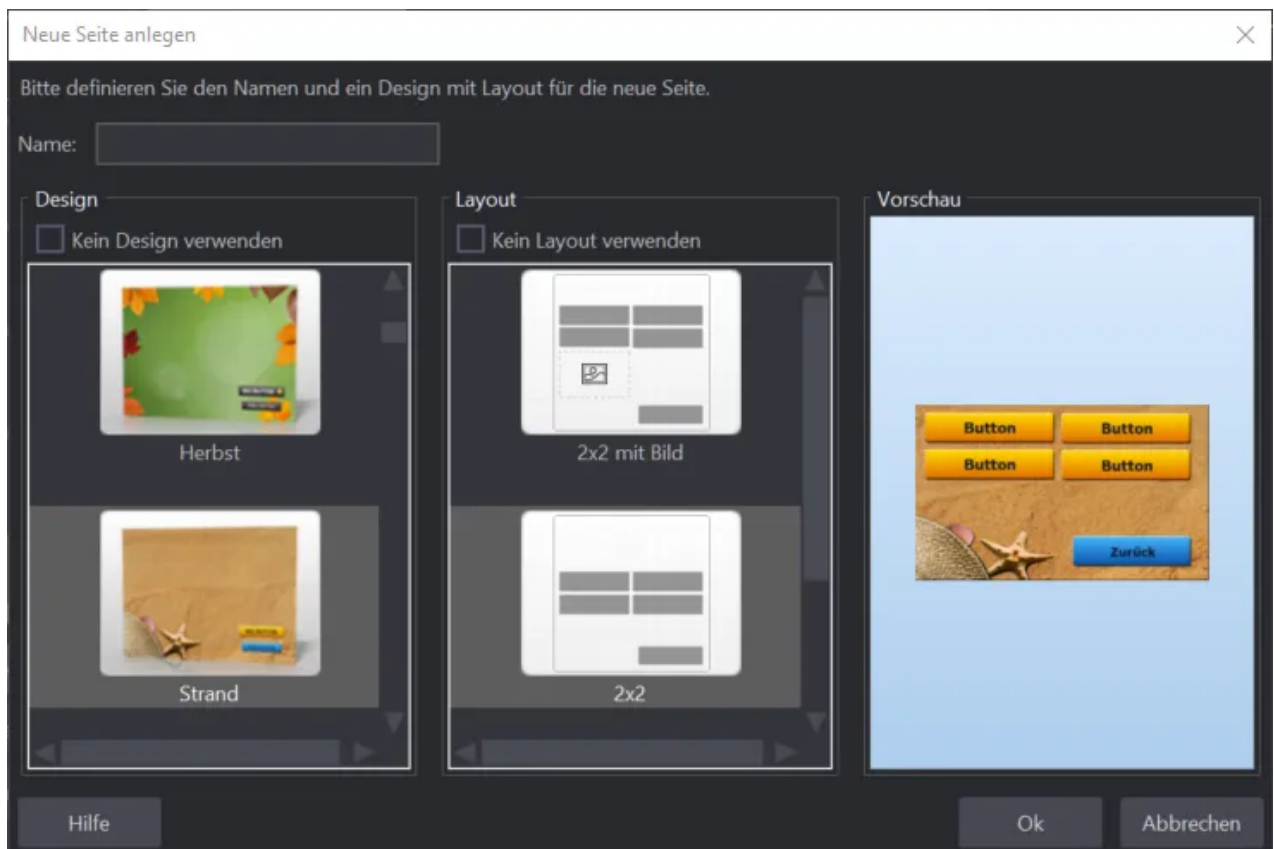 Neue Seite anlegen
Bitte definieren Sie den Namen und ein Design mit Layout für die neue Seite.
Name:
Design
Kein Design verwenden
Herbst
Strand
Layout
Kein Layout verwenden
2x2 mit Bild
2x2
Vorschau
Button Button
Button Button
Zurück
Hilfe
Ok
Abbrechen